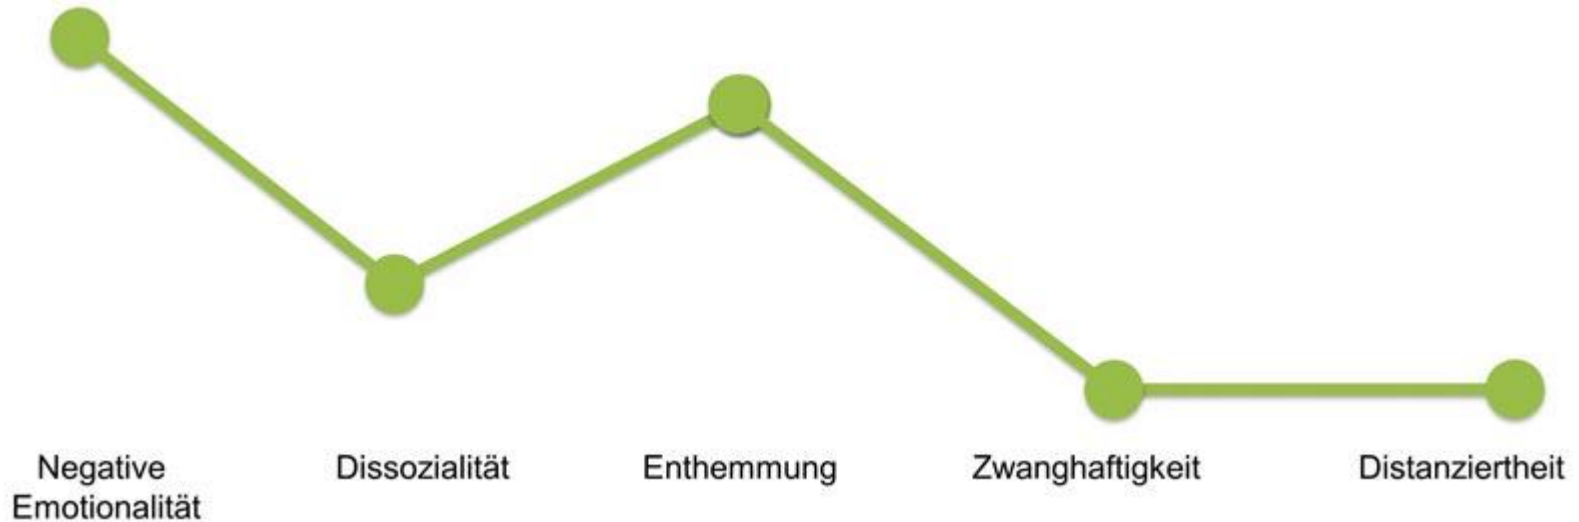 Negative
Emotionalität
Dissozialität
Enthemmung
Zwanghaftigkeit
Distanziertheit